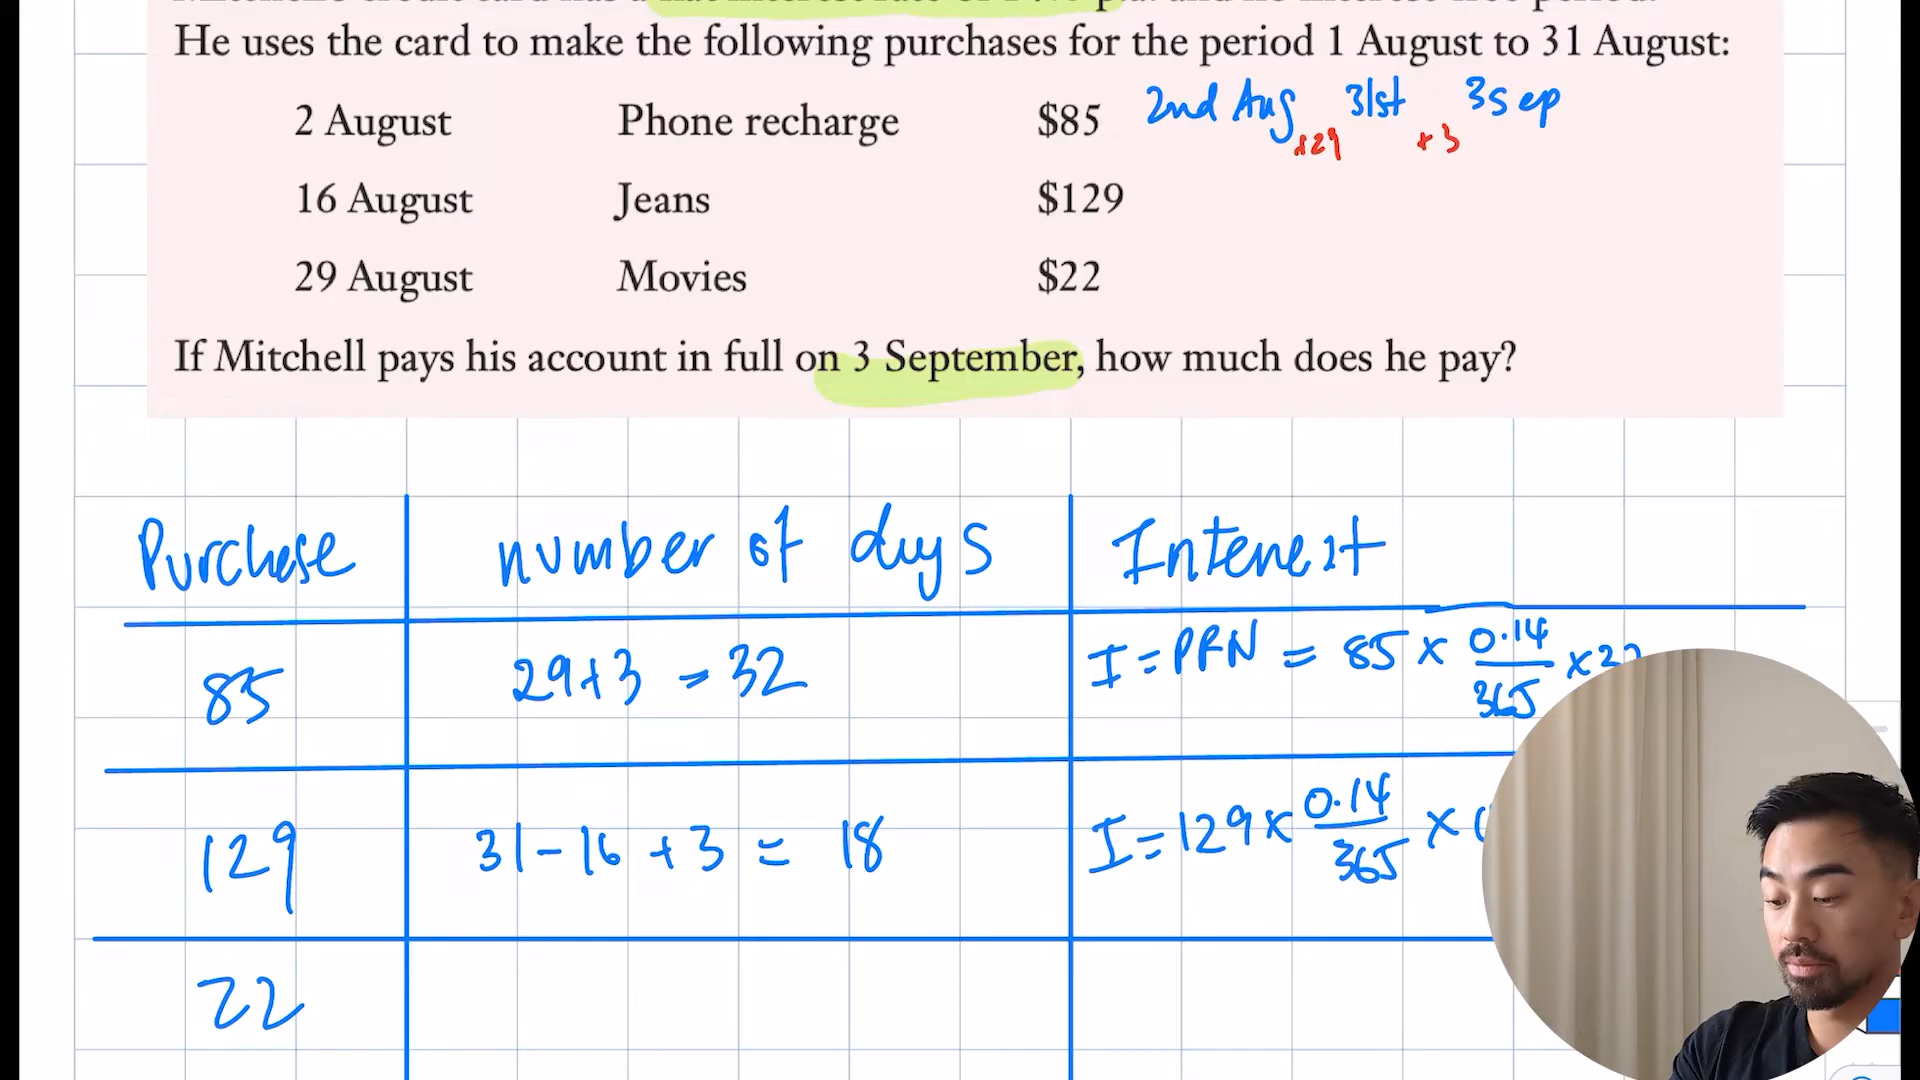 He uses the card to make the following purchases for the period 1 August to 31 August:
2 August Phone recharge $85 2nd Aug 31st 3 Sep
+29 +3
16 August Jeans $129
29 August Movies $22
If Mitchell pays his account in full on 3 September, how much does he pay?
Purchase number of days Interest
85 29+3 = 32 I = PRN = 85 × 0.14/365 ×
129 31-16 +3 = 18 I = 129 × 0.14/365 ×
22